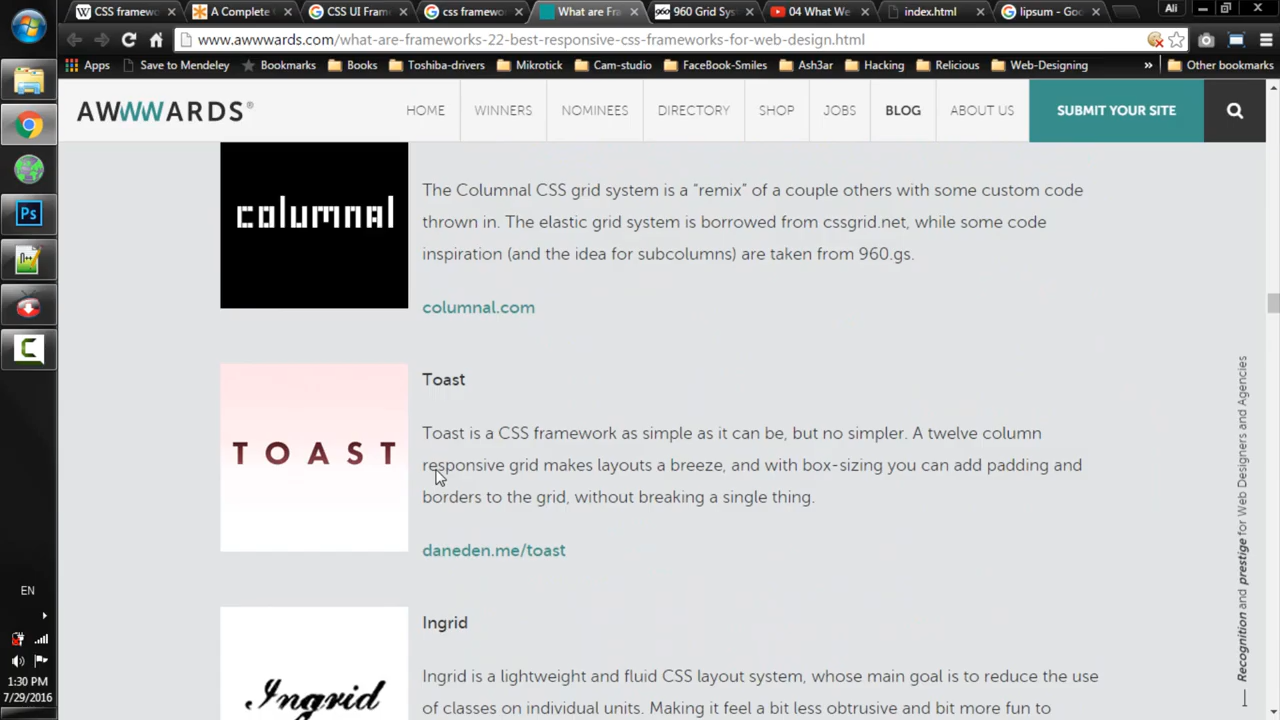 CSS framewo
A Complete
CSS UI Fram
css framewo
What are Fra
960 Grid Sys
04 What We
index.html
lipsum - Goo
Ali
www.awwwards.com/what-are-frameworks-22-best-responsive-css-frameworks-for-web-design.html
Apps Save to Mendeley Bookmarks Books Toshiba-drivers Mikrotick Cam-studio FaceBook-Smiles Ash3ar Hacking Relicious Web-Designing » Other bookmarks
AWWWARDS®
HOME WINNERS NOMINEES DIRECTORY SHOP JOBS BLOG ABOUT US SUBMIT YOUR SITE
columnal
The Columnal CSS grid system is a "remix" of a couple others with some custom code
thrown in. The elastic grid system is borrowed from cssgrid.net, while some code
inspiration (and the idea for subcolumns) are taken from 960.gs.
columnal.com
TOAST
Toast
Toast is a CSS framework as simple as it can be, but no simpler. A twelve column
responsive grid makes layouts a breeze, and with box-sizing you can add padding and
borders to the grid, without breaking a single thing.
daneden.me/toast
Ingrid
Ingrid
Ingrid is a lightweight and fluid CSS layout system, whose main goal is to reduce the use
of classes on individual units. Making it feel a bit less obtrusive and bit more fun to
Recognition and prestige for Web Designers and Agencies
Ps
EN
1:30 PM
7/29/2016